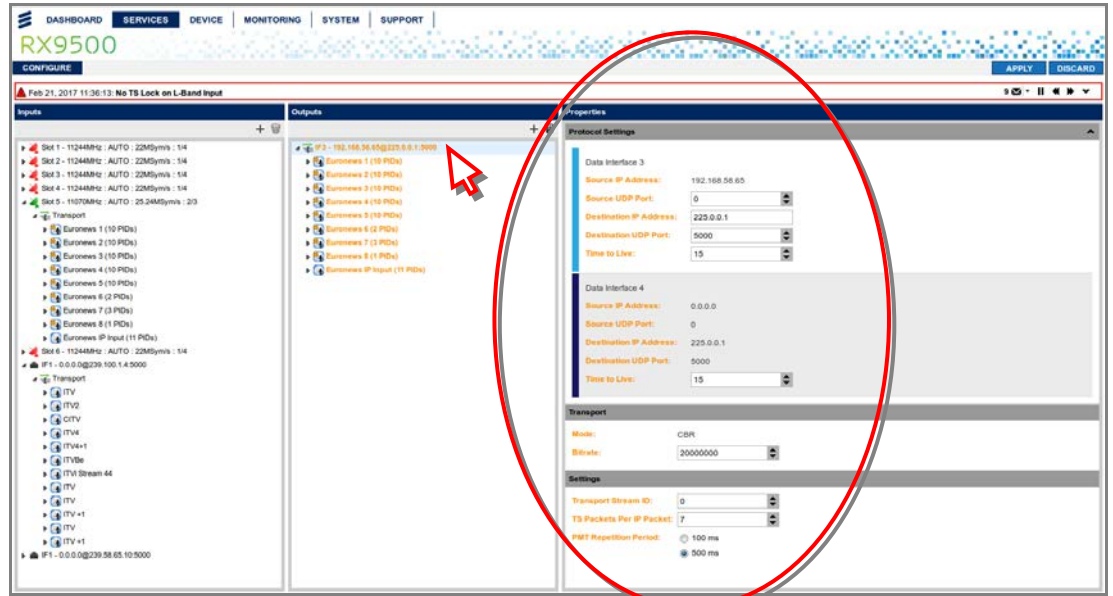 DASHBOARD SERVICES DEVICE MONITORING SYSTEM SUPPORT
RX9500
CONFIGURE
APPLY DISCARD
Feb 21, 2017 11:36:13: No TS Lock on L-Band Input
9
Inputs
Slot 1 - 11244MHz : AUTO : 22MSym/s : 1/4
Slot 2 - 11244MHz : AUTO : 22MSym/s : 1/4
Slot 3 - 11244MHz : AUTO : 22MSym/s : 1/4
Slot 4 - 11244MHz : AUTO : 22MSym/s : 1/4
Slot 5 - 11070MHz : AUTO : 25.24MSym/s : 2/3
Transport
Euronews 1 (10 PIDs)
Euronews 2 (10 PIDs)
Euronews 3 (10 PIDs)
Euronews 4 (10 PIDs)
Euronews 5 (10 PIDs)
Euronews 6 (2 PIDs)
Euronews 7 (3 PIDs)
Euronews 8 (1 PIDs)
Euronews IP Input (11 PIDs)
Slot 6 - 11244MHz : AUTO : 22MSym/s : 1/4
IF1 - 0.0.0.0@239.100.1.4:5000
Transport
ITV
ITV2
CITV
ITV4
ITV4+1
ITVBe
ITVi Stream 44
ITV
ITV
ITV +1
ITV
ITV +1
IF1 - 0.0.0.0@239.58.65.10:5000
Outputs
IF3 - 192.168.58.65@225.0.0.1:5000
Euronews 1 (10 PIDs)
Euronews 2 (10 PIDs)
Euronews 3 (10 PIDs)
Euronews 4 (10 PIDs)
Euronews 5 (10 PIDs)
Euronews 6 (2 PIDs)
Euronews 7 (3 PIDs)
Euronews 8 (1 PIDs)
Euronews IP Input (11 PIDs)
Properties
Protocol Settings
Data Interface 3
Source IP Address: 192.168.58.65
Source UDP Port: 0
Destination IP Address: 225.0.0.1
Destination UDP Port: 5000
Time to Live: 15
Data Interface 4
Source IP Address: 0.0.0.0
Source UDP Port: 0
Destination IP Address: 225.0.0.1
Destination UDP Port: 5000
Time to Live: 15
Transport
Mode: CBR
Bitrate: 20000000
Settings
Transport Stream ID: 0
TS Packets Per IP Packet: 7
PMT Repetition Period: 100 ms
500 ms